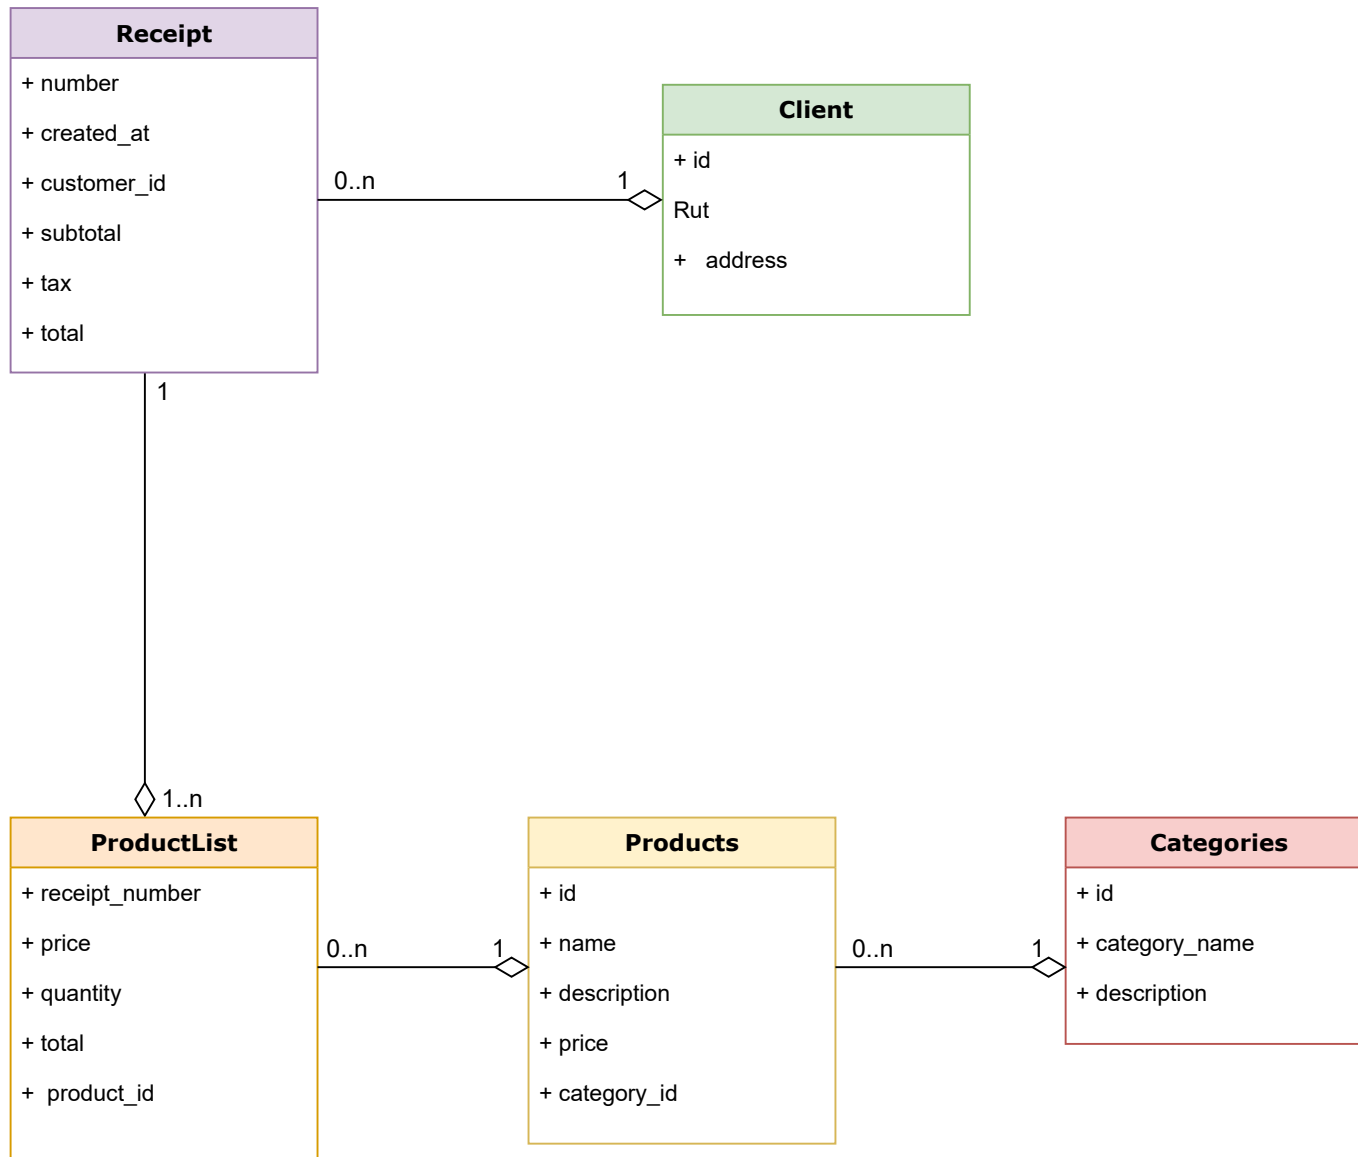 Receipt
+ number
+ created_at
+ customer_id
+ subtotal
+ tax
+ total
0..n
1
Client
+ id
Rut
+ address
1
1..n
ProductList
+ receipt_number
+ price
+ quantity
+ total
+ product_id
0..n
1
Products
+ id
+ name
+ description
+ price
+ category_id
0..n
1
Categories
+ id
+ category_name
+ description